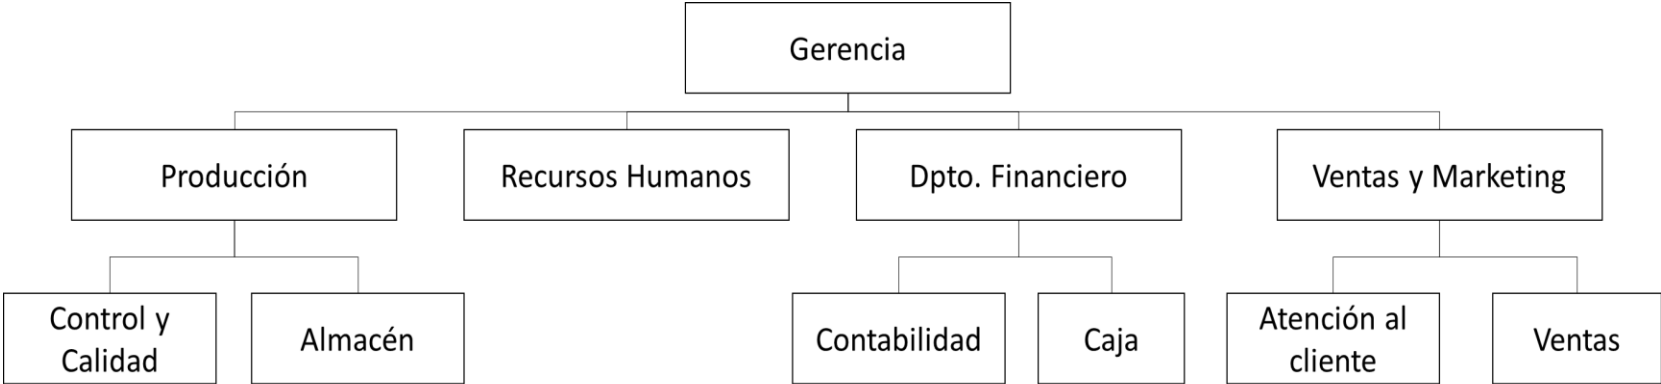 Gerencia
Producción
Recursos Humanos
Dpto. Financiero
Ventas y Marketing
Control y
Calidad
Almacén
Contabilidad
Caja
Atención al
cliente
Ventas